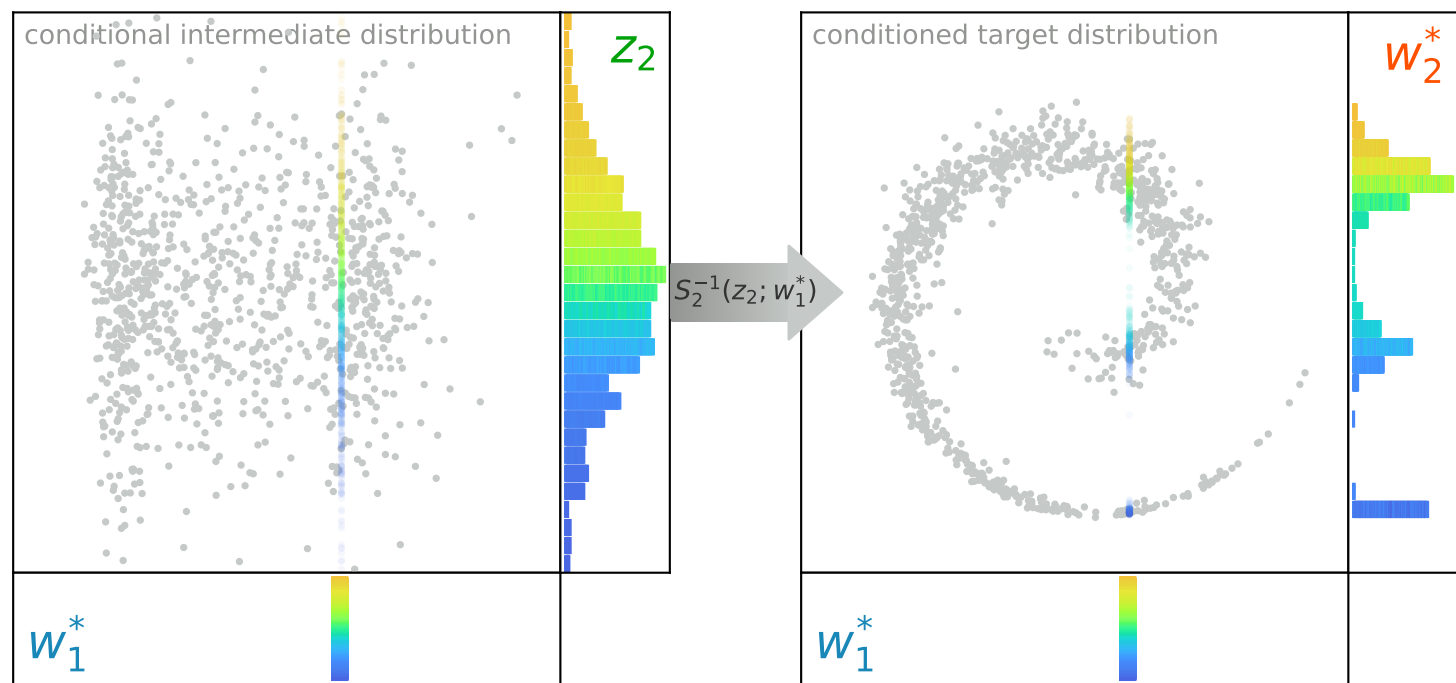 conditional intermediate distribution
z₂
S₂⁻¹(z₂; w₁*)
conditioned target distribution
w₂*
w₁*
w₁*